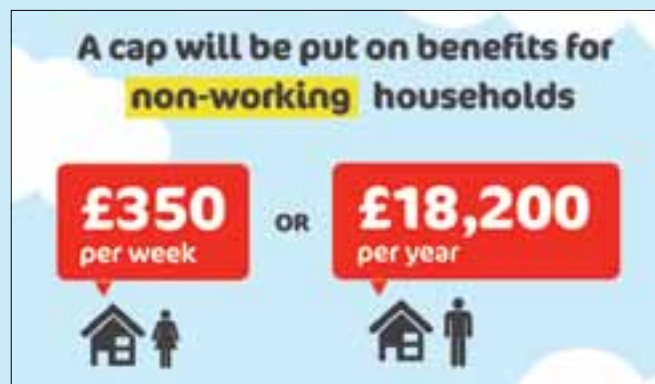 A cap will be put on benefits for
non-working households
£350
per week
OR
£18,200
per year